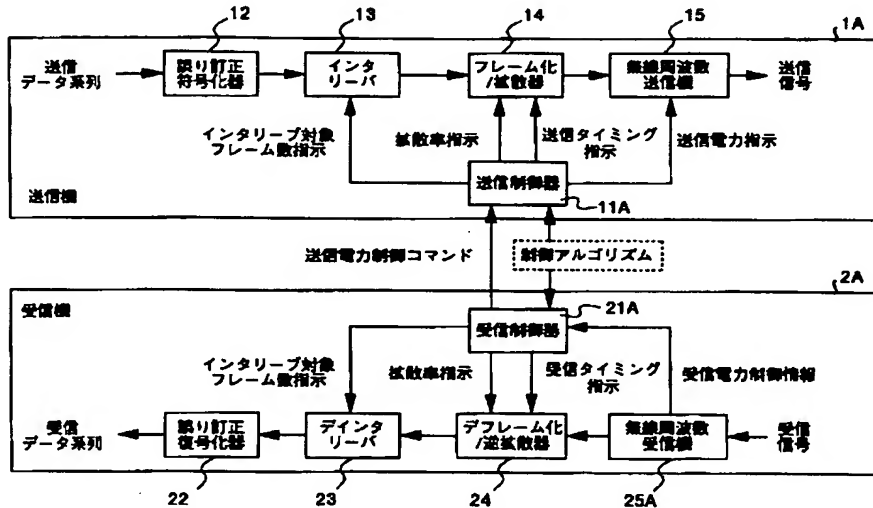 12
13
14
15
1A
送信
データ系列
誤り訂正
符号化器
インタ
リーバ
フレーム化
/拡散器
無線周波数
送信機
送信
信号
インタリーブ対象
フレーム数指示
拡散率指示
送信タイミング
指示
送信電力指示
送信制御器
送信機
11A
送信電力制御コマンド
制御アルゴリズム
2A
受信機
21A
受信制御器
インタリーブ対象
フレーム数指示
拡散率指示
受信タイミング
指示
受信電力制御情報
受信
データ系列
誤り訂正
復号化器
デインタ
リーバ
デフレーム化
/逆拡散器
無線周波数
受信機
受信
信号
22
23
24
25A